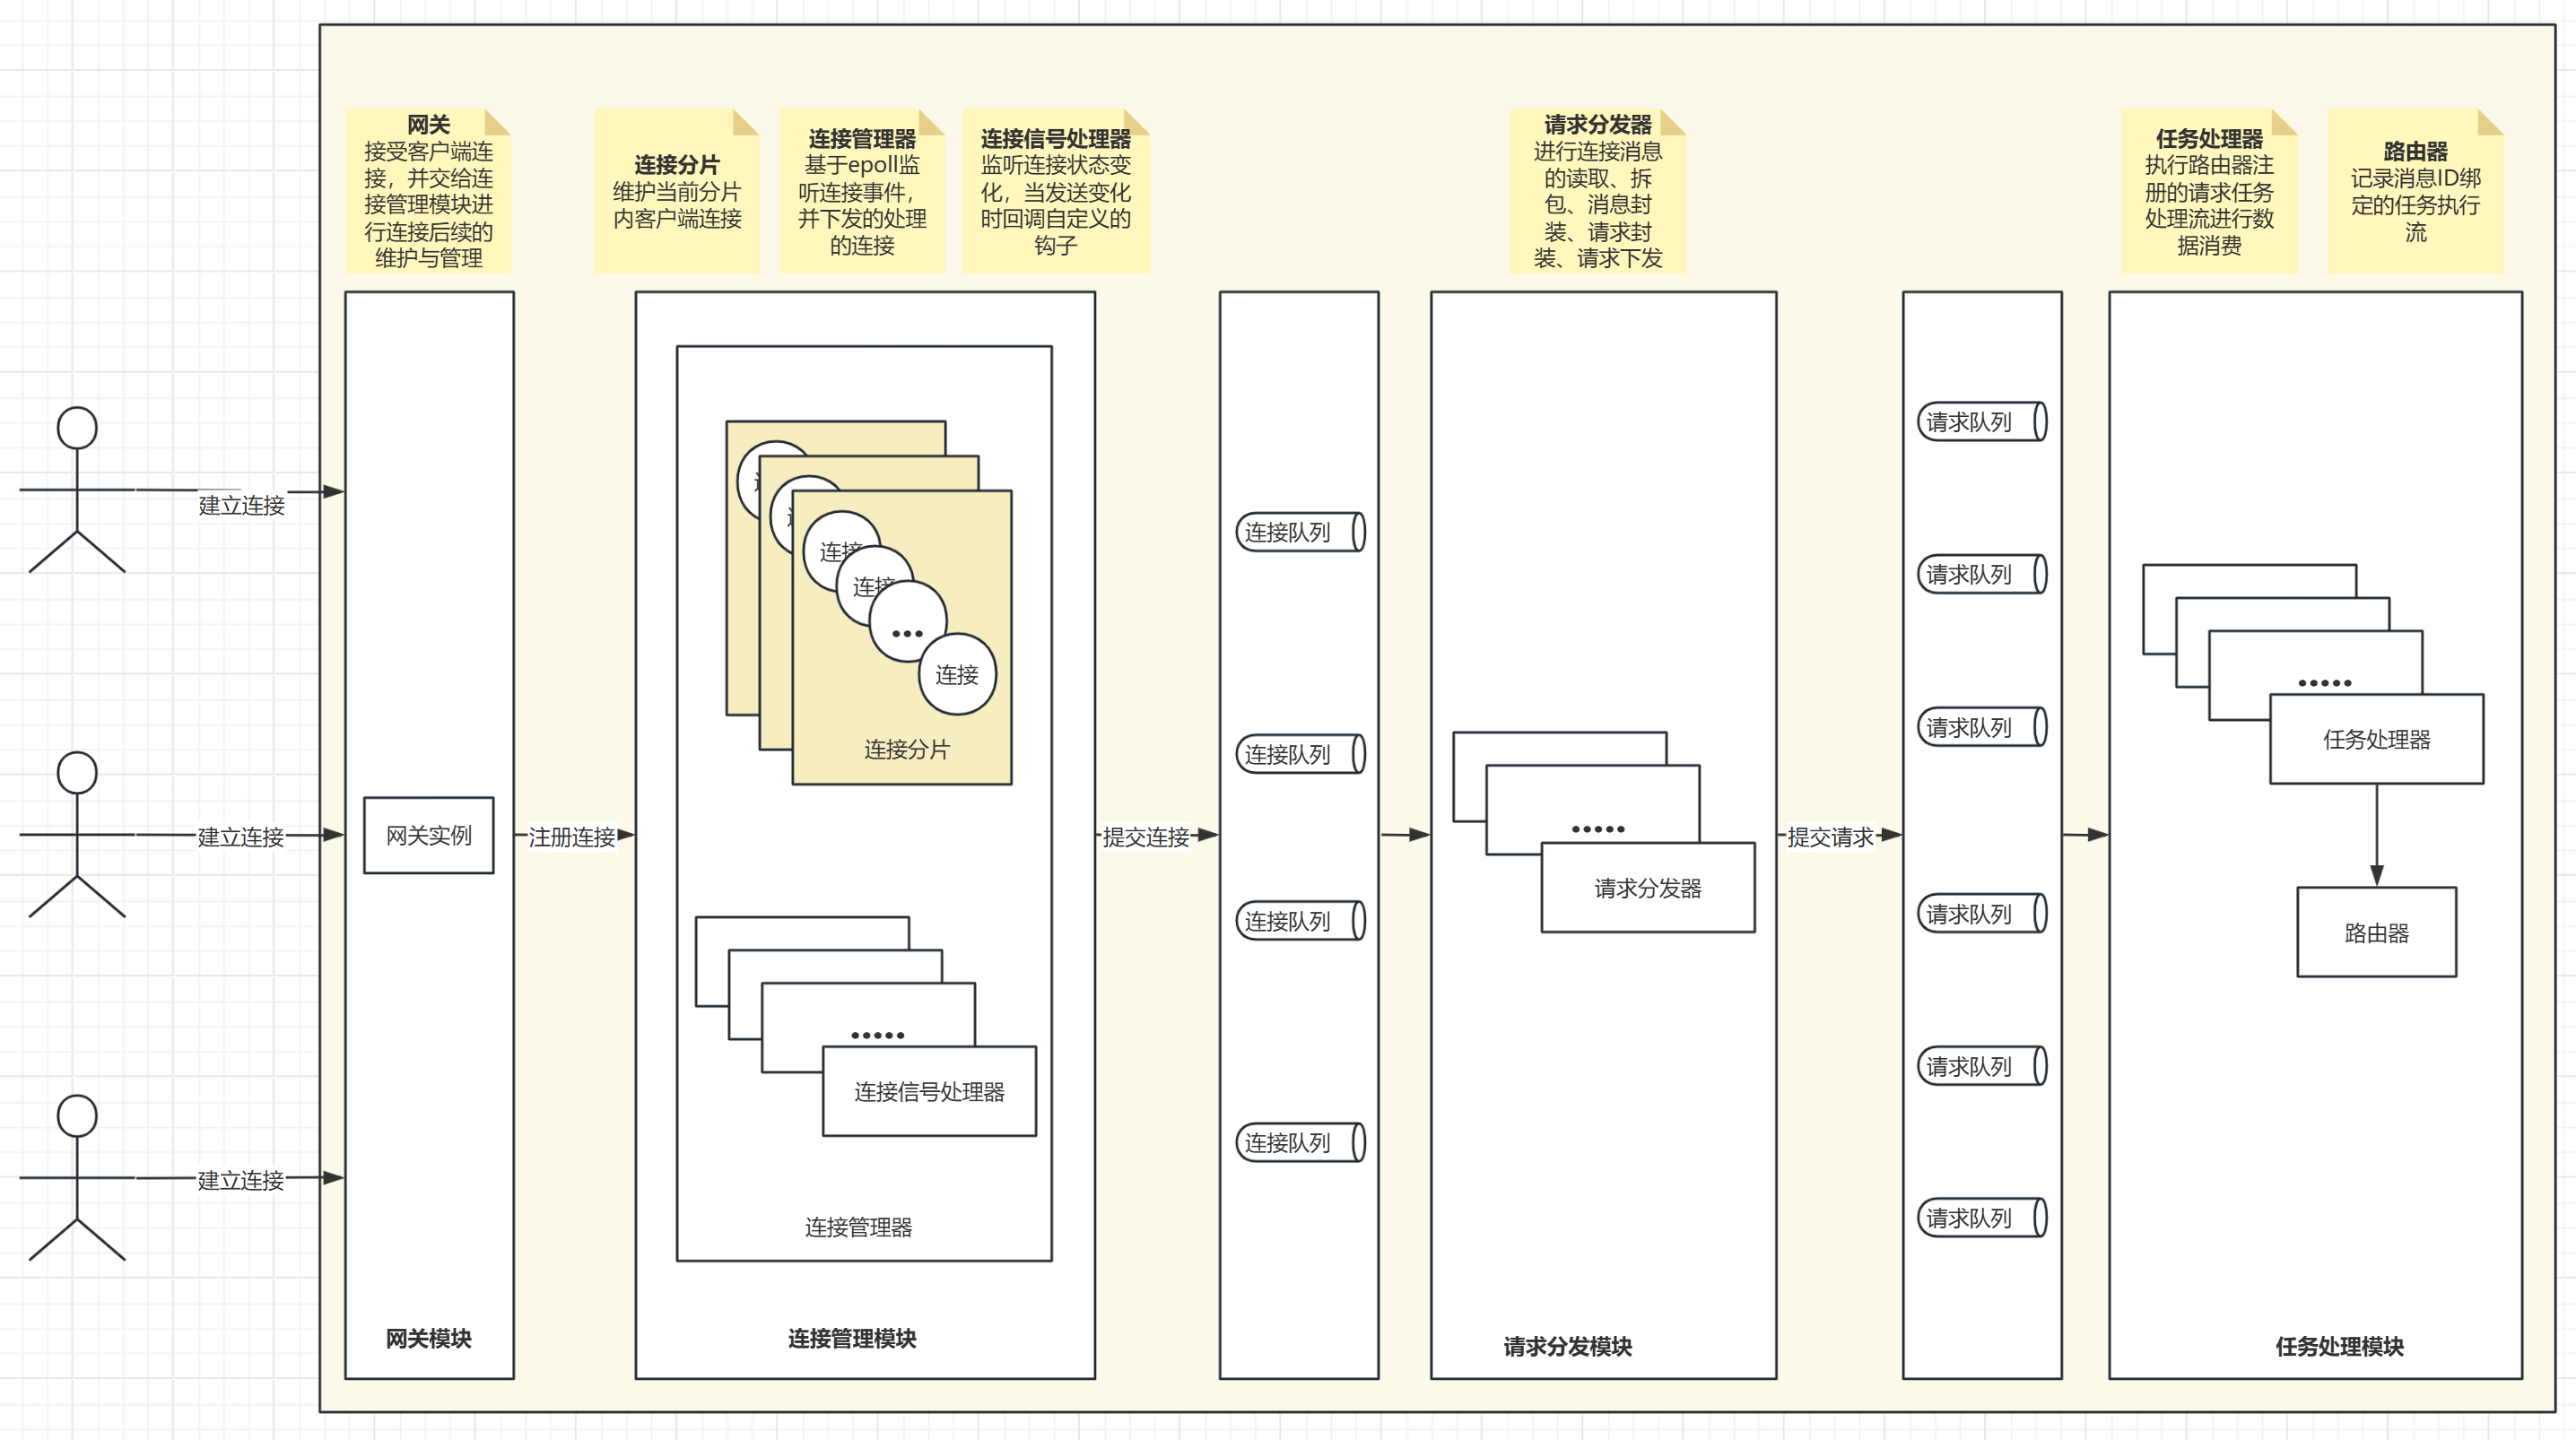 网关
接受客户端连
接，并交给连
接管理模块进
行连接后续的
维护与管理
连接分片
维护当前分片
内客户端连接
连接管理器
基于epoll监
听连接事件，
并下发的处理
的连接
连接信号处理器
监听连接状态变
化，当发送变化
时回调自定义的
钩子
请求分发器
进行连接消息
的读取、拆
包、消息封
装、请求封
装、请求下发
任务处理器
执行路由器注
册的请求任务
处理流进行数
据消费
路由器
记录消息ID绑
定的任务执行
流
建立连接
建立连接
建立连接
网关实例
网关模块
注册连接
连接
连接
...
连接
连接分片
.....
连接信号处理器
连接管理器
连接管理模块
提交连接
连接队列
连接队列
连接队列
连接队列
.....
请求分发器
请求分发模块
提交请求
请求队列
请求队列
请求队列
请求队列
请求队列
请求队列
.....
任务处理器
路由器
任务处理模块